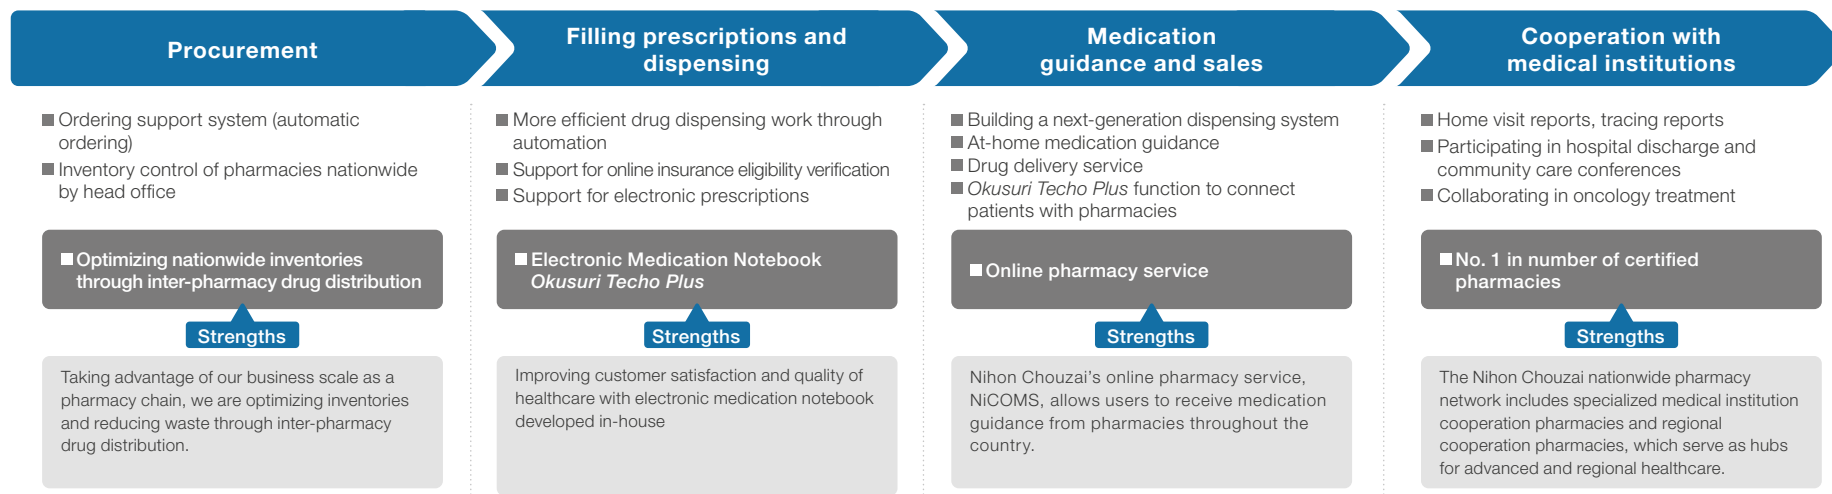 Procurement
■ Ordering support system (automatic
ordering)
■ Inventory control of pharmacies nationwide
by head office
■ Optimizing nationwide inventories
through inter-pharmacy drug distribution
Strengths
Taking advantage of our business scale as a
pharmacy chain, we are optimizing inventories
and reducing waste through inter-pharmacy
drug distribution.
Filling prescriptions and
dispensing
■ More efficient drug dispensing work through
automation
■ Support for online insurance eligibility verification
■ Support for electronic prescriptions
■ Electronic Medication Notebook
Okusuri Techo Plus
Strengths
Improving customer satisfaction and quality of
healthcare with electronic medication notebook
developed in-house
Medication
guidance and sales
■ Building a next-generation dispensing system
■ At-home medication guidance
■ Drug delivery service
■ Okusuri Techo Plus function to connect
patients with pharmacies
■ Online pharmacy service
Strengths
Nihon Chouzai's online pharmacy service,
NiCOMS, allows users to receive medication
guidance from pharmacies throughout the
country.
Cooperation with
medical institutions
■ Home visit reports, tracing reports
■ Participating in hospital discharge and
community care conferences
■ Collaborating in oncology treatment
■ No. 1 in number of certified
pharmacies
Strengths
The Nihon Chouzai nationwide pharmacy
network includes specialized medical institution
cooperation pharmacies and regional
cooperation pharmacies, which serve as hubs
for advanced and regional healthcare.